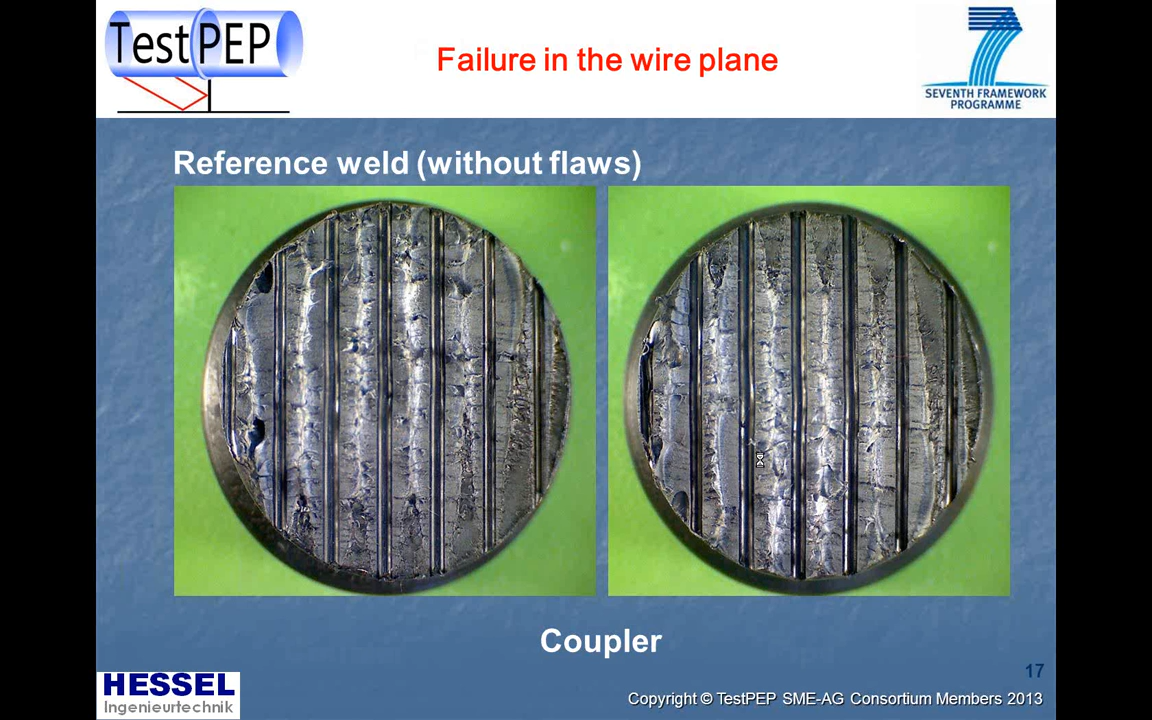 TestPEP
Failure in the wire plane
SEVENTH FRAMEWORK
PROGRAMME
Reference weld (without flaws)
Coupler
17
HESSEL
Ingenieurtechnik
Copyright © TestPEP SME-AG Consortium Members 2013